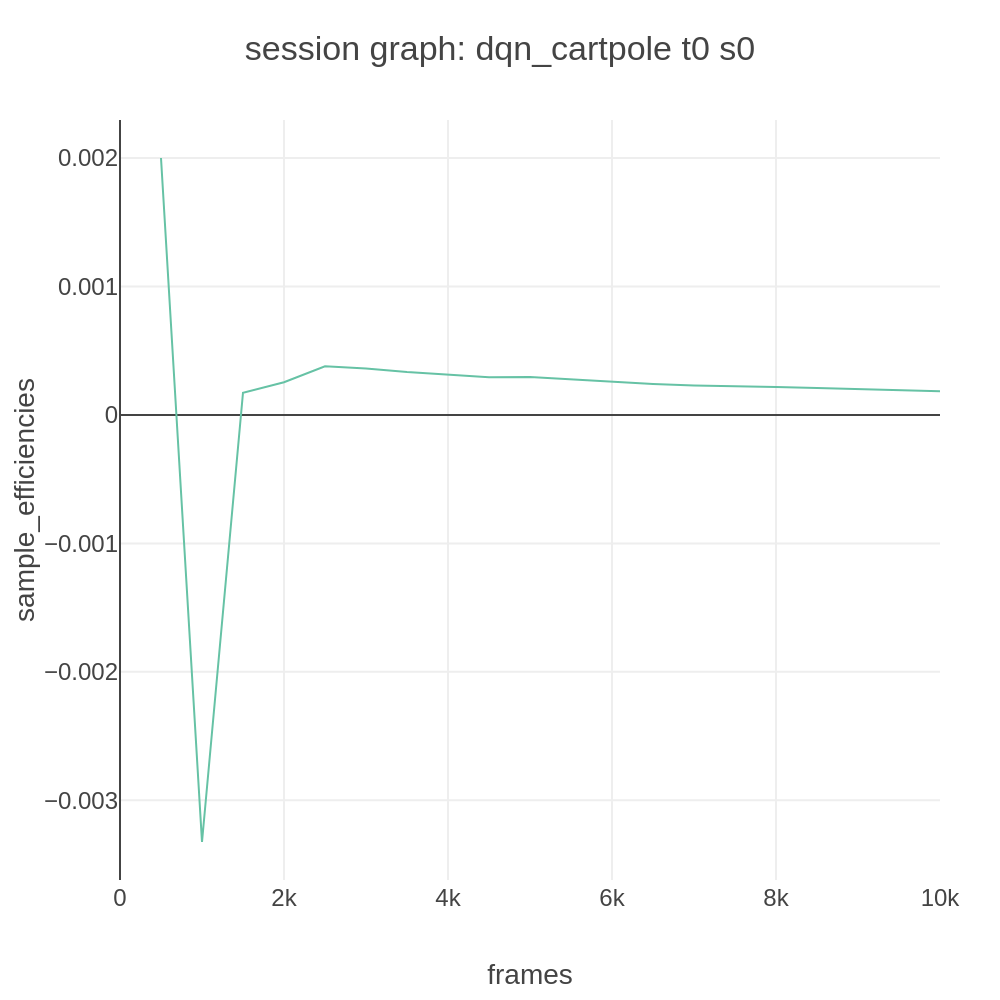 session graph: dqn_cartpole t0 s0
sample_efficiencies
0.002
0.001
0
−0.001
−0.002
−0.003
0
2k
4k
6k
8k
10k
frames